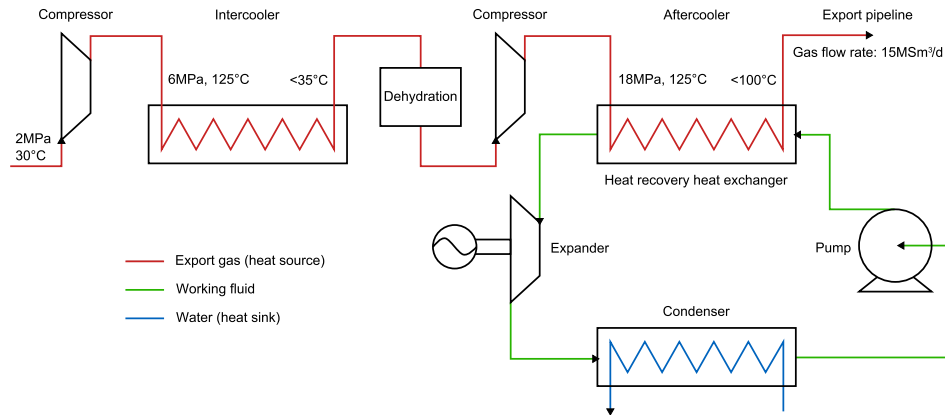 Compressor
Intercooler
Compressor
Aftercooler
Export pipeline
Gas flow rate: 15MSm³/d
6MPa, 125°C
<35°C
18MPa, 125°C
<100°C
Dehydration
2MPa
30°C
Heat recovery heat exchanger
Expander
Pump
Export gas (heat source)
Working fluid
Water (heat sink)
Condenser